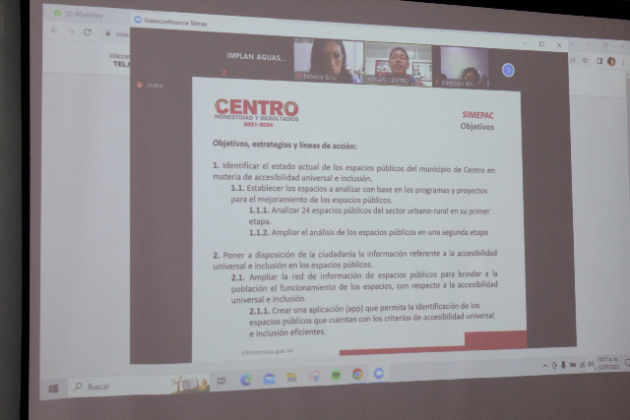 WhatsApp
Videoconferencia Telmex
IMPLAN AGUAS...
CENTRO
HONESTIDAD Y RESULTADOS
2021-2024
SIMEPAC
Objetivos
Objetivos, estrategias y líneas de acción:
1. Identificar el estado actual de los espacios públicos del municipio de Centro en
materia de accesibilidad universal e inclusión.
1.1. Establecer los espacios a analizar con base en los programas y proyectos
para el mejoramiento de los espacios públicos.
1.1.1. Analizar 24 espacios públicos del sector urbano-rural en su primer
etapa.
1.1.2. Ampliar el análisis de los espacios públicos en una segunda etapa
2. Poner a disposición de la ciudadanía la información referente a la accesibilidad
universal e inclusión en los espacios públicos.
2.1. Ampliar la red de información de espacios públicos para brindar a la
población el funcionamiento de los espacios, con respecto a la accesibilidad
universal e inclusión.
2.1.1. Crear una aplicación (app) que permita la identificación de los
espacios públicos que cuentan con los criterios de accesibilidad universal
e inclusión eficientes.
Buscar